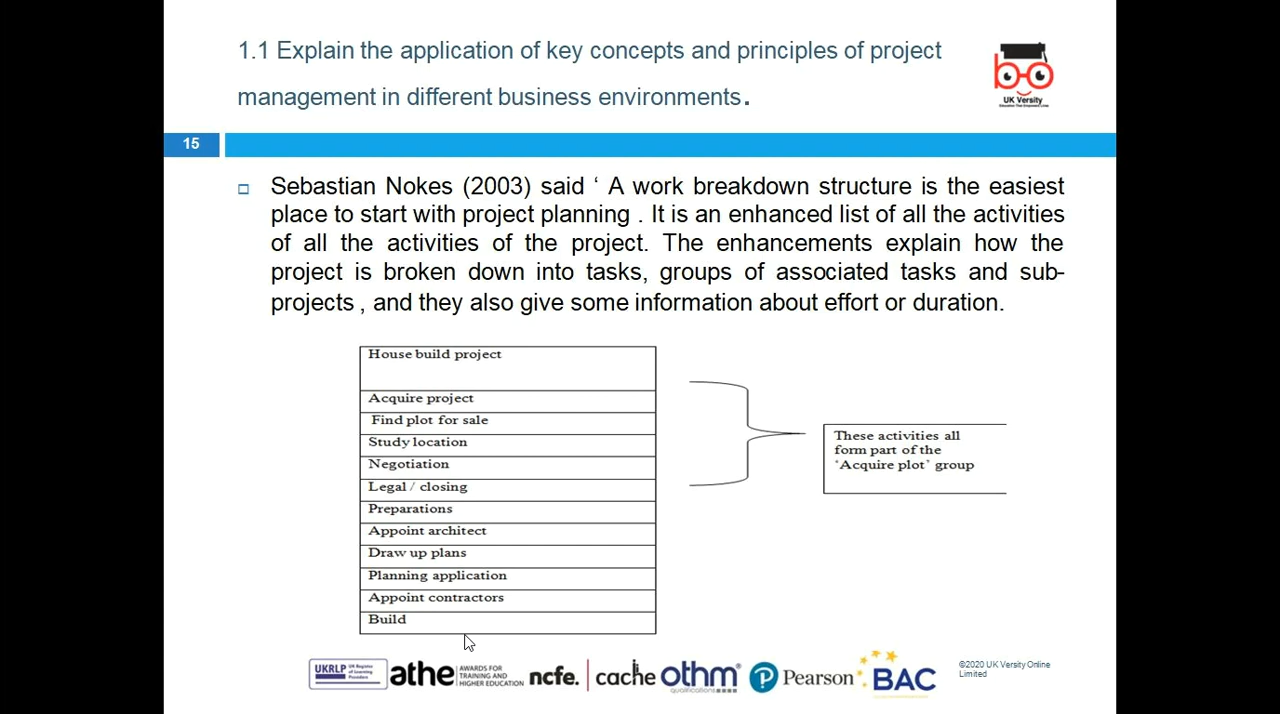 1.1 Explain the application of key concepts and principles of project
management in different business environments.
UK Versity
15
Sebastian Nokes (2003) said ‘ A work breakdown structure is the easiest
place to start with project planning . It is an enhanced list of all the activities
of all the activities of the project. The enhancements explain how the
project is broken down into tasks, groups of associated tasks and sub-
projects , and they also give some information about effort or duration.
House build project
Acquire project
Find plot for sale
Study location
Negotiation
Legal / closing
Preparations
Appoint architect
Draw up plans
Planning application
Appoint contractors
Build
These activities all
form part of the
‘Acquire plot’ group
UKRLP
UK Register
of Learning
Providers
athe
AWARDS FOR
TRAINING AND
HIGHER EDUCATION
ncfe.
cache
othm
qualifications
Pearson
BAC
©2020 UK Versity Online
Limited